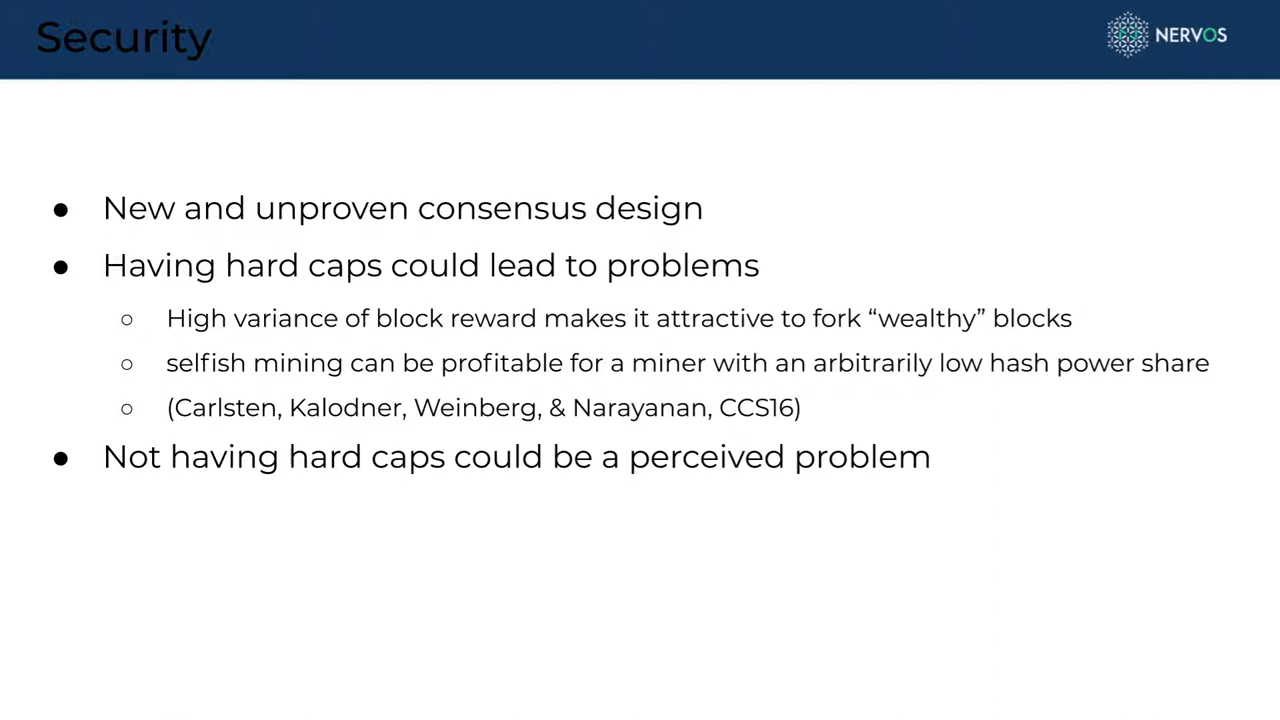 Security
NERVOS
● New and unproven consensus design
● Having hard caps could lead to problems
○ High variance of block reward makes it attractive to fork “wealthy” blocks
○ selfish mining can be profitable for a miner with an arbitrarily low hash power share
○ (Carlsten, Kalodner, Weinberg, & Narayanan, CCS16)
● Not having hard caps could be a perceived problem